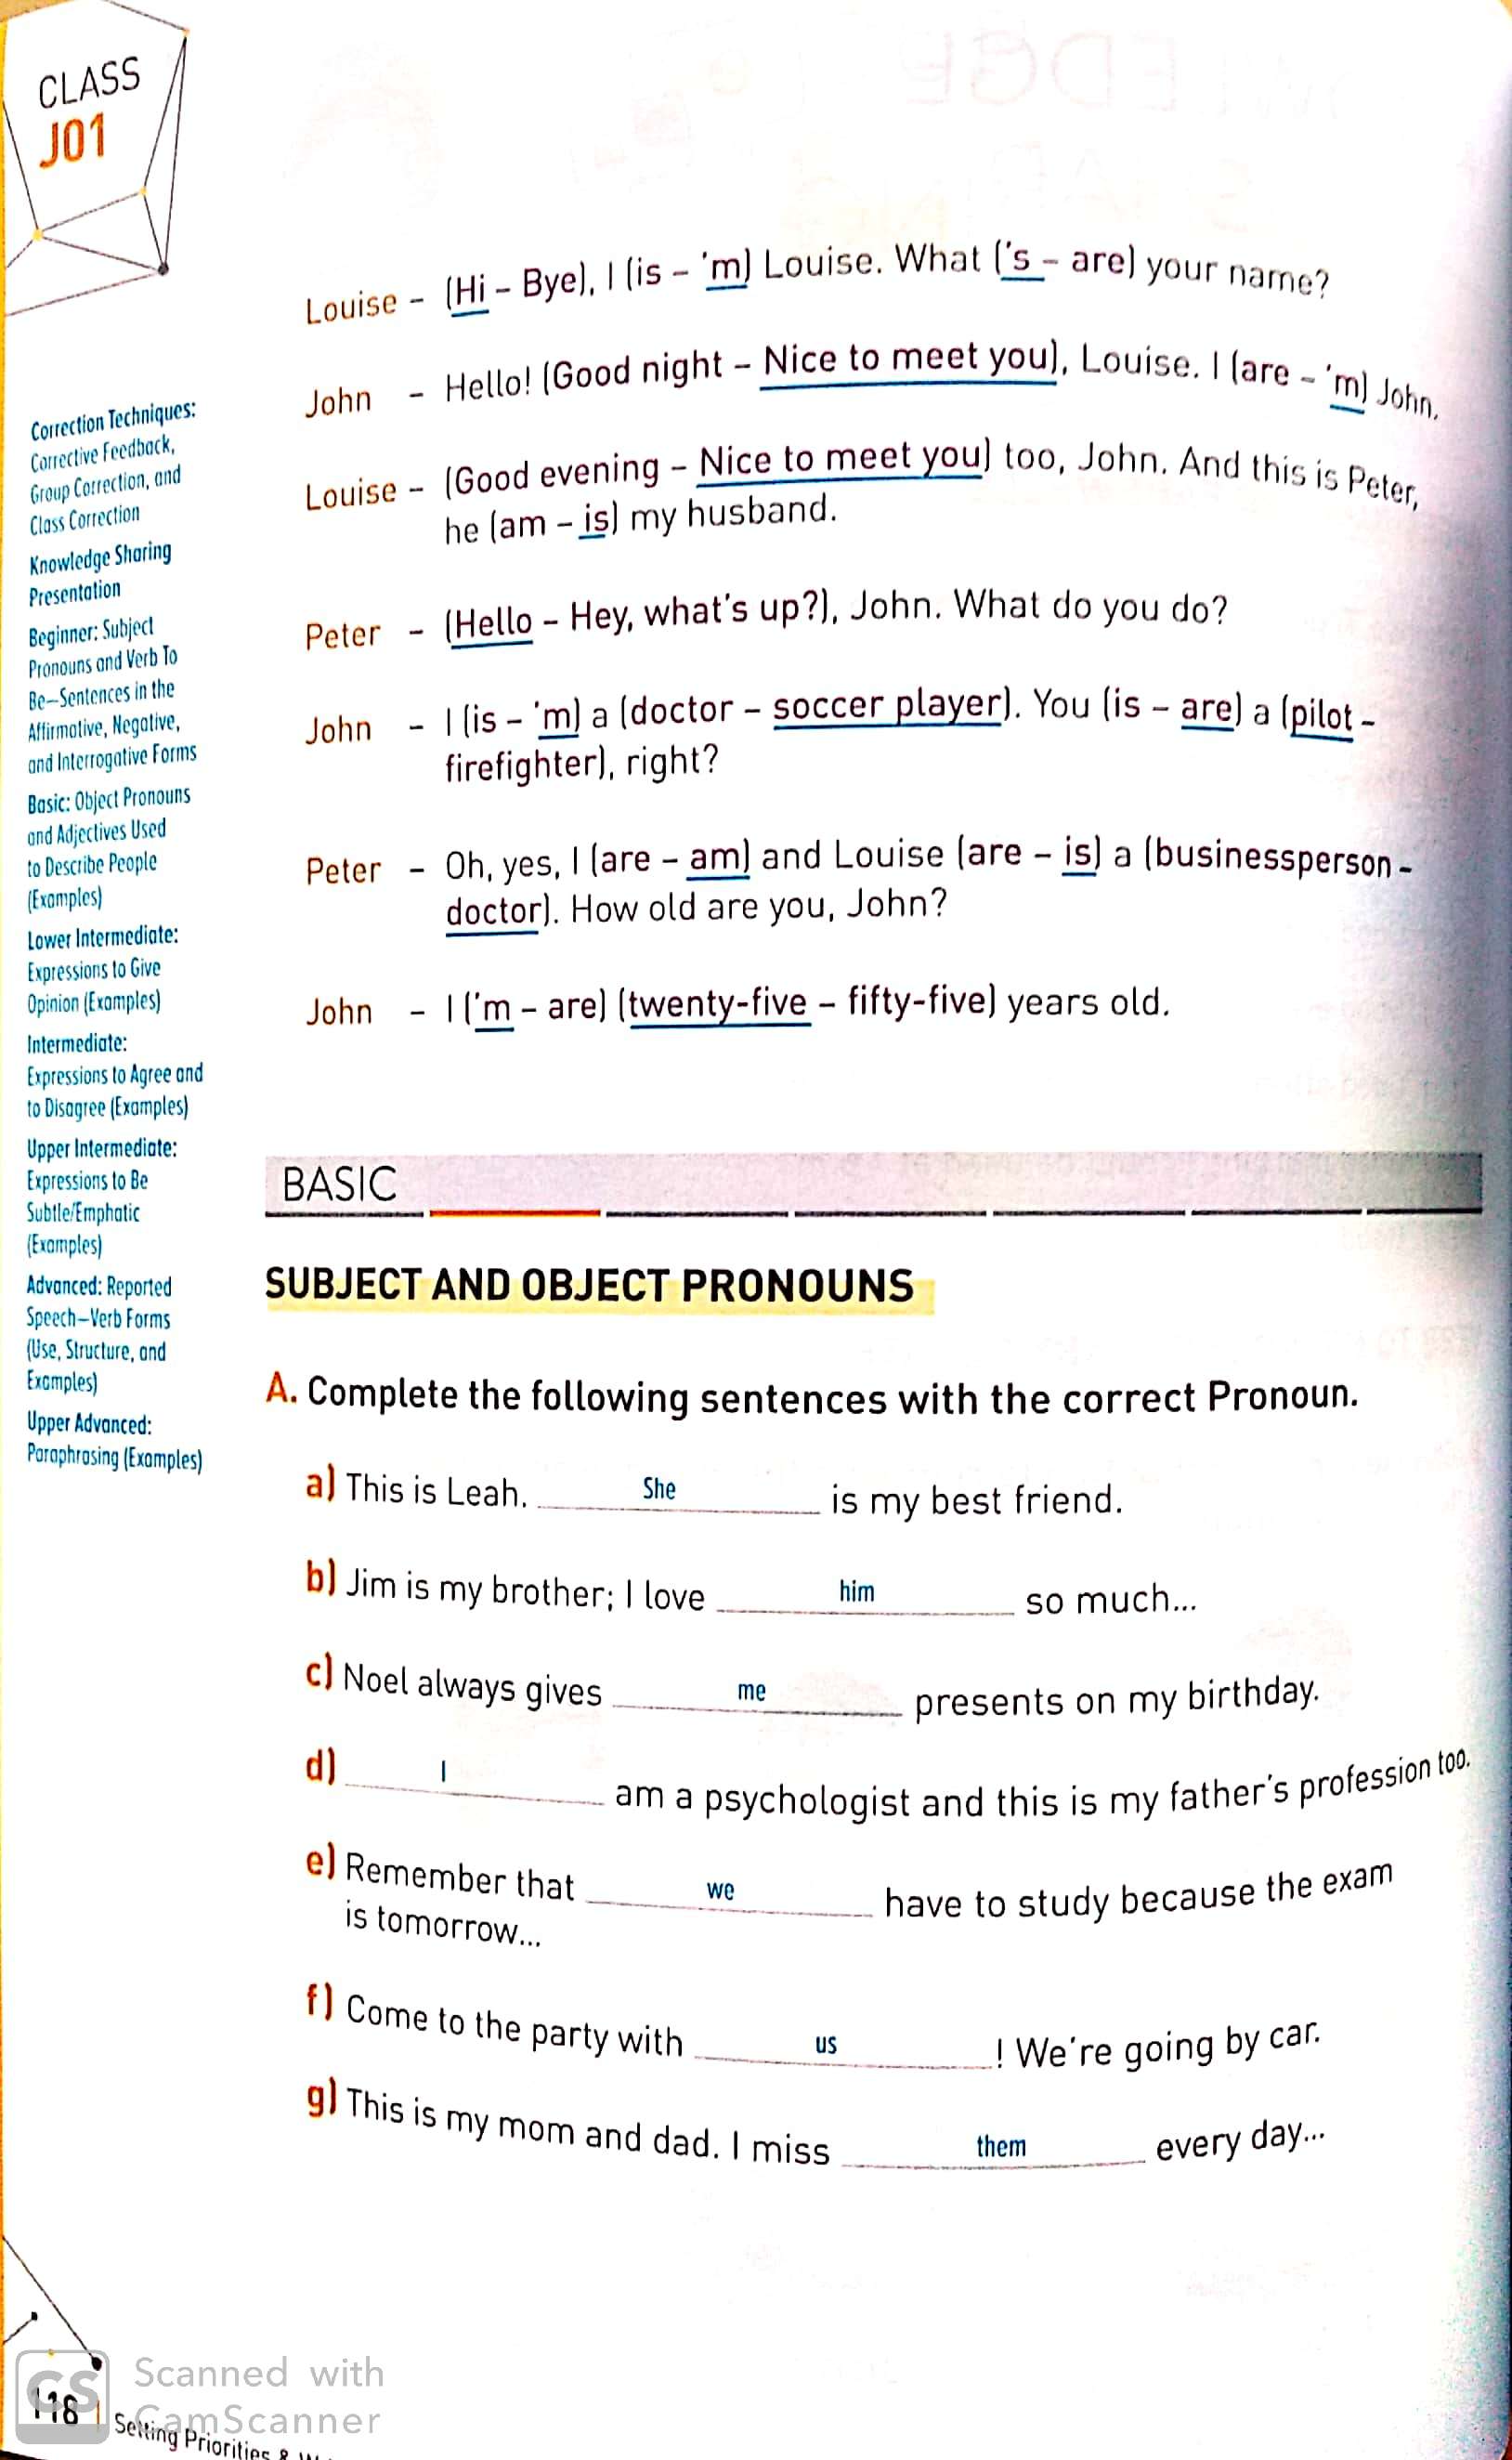 CLASS
J01
Louise – (Hi – Bye), I (is – 'm) Louise. What ('s – are) your name?
John – Hello! (Good night – Nice to meet you), Louise. I (are – 'm) John.
Louise – (Good evening – Nice to meet you) too, John. And this is Peter,
he (am – is) my husband.
Peter – (Hello – Hey, what's up?), John. What do you do?
John – I (is – 'm) a (doctor – soccer player). You (is – are) a (pilot –
firefighter), right?
Peter – Oh, yes, I (are – am) and Louise (are – is) a (businessperson –
doctor). How old are you, John?
John – I ('m – are) (twenty-five – fifty-five) years old.
Correction Techniques:
Corrective Feedback,
Group Correction, and
Class Correction
Knowledge Sharing
Presentation
Beginner: Subject
Pronouns and Verb To
Be–Sentences in the
Affirmative, Negative,
and Interrogative Forms
Basic: Object Pronouns
and Adjectives Used
to Describe People
(Examples)
Lower Intermediate:
Expressions to Give
Opinion (Examples)
Intermediate:
Expressions to Agree and
to Disagree (Examples)
Upper Intermediate:
Expressions to Be
Subtle/Emphatic
(Examples)
Advanced: Reported
Speech–Verb Forms
(Use, Structure, and
Examples)
Upper Advanced:
Paraphrasing (Examples)
BASIC
SUBJECT AND OBJECT PRONOUNS
A. Complete the following sentences with the correct Pronoun.
a) This is Leah. She is my best friend.
b) Jim is my brother; I love him so much...
c) Noel always gives me presents on my birthday.
d) I am a psychologist and this is my father's profession too.
e) Remember that we have to study because the exam
is tomorrow...
f) Come to the party with us ! We're going by car.
g) This is my mom and dad. I miss them every day...
CS
Scanned with
CamScanner
118
Setting Priorities &